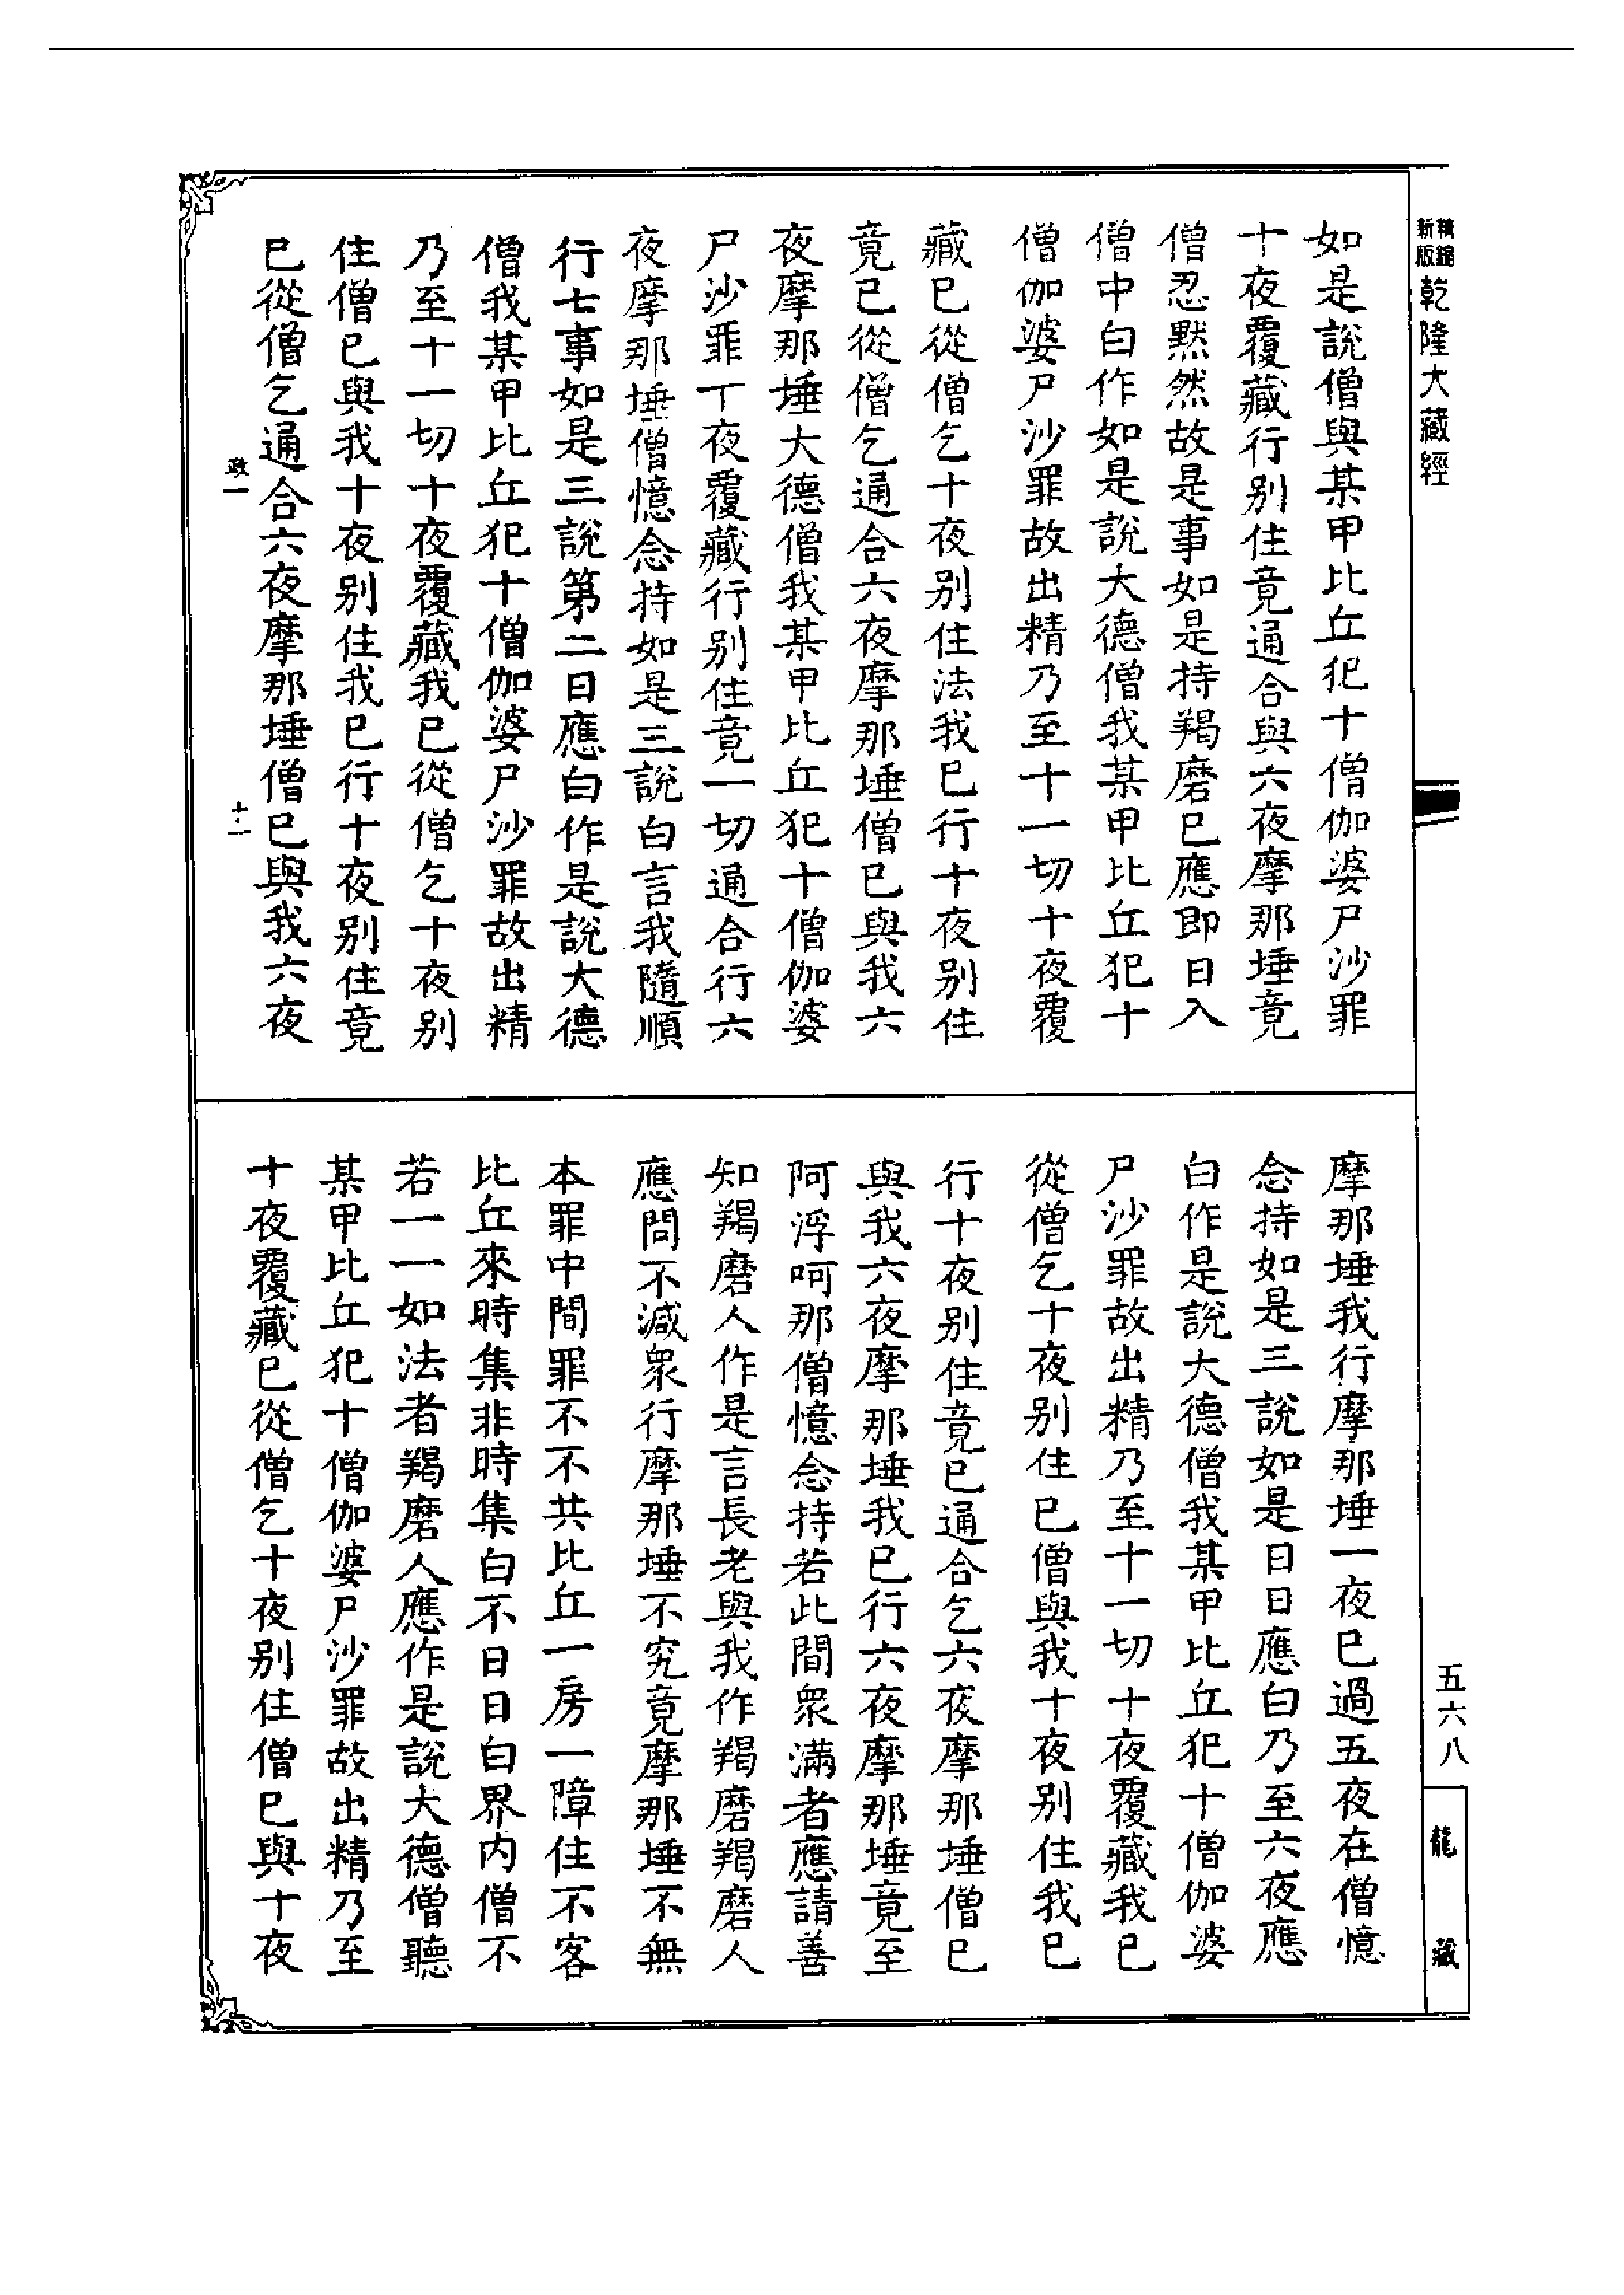 新版精縮乾隆大藏經
如是說僧與某甲比丘犯十僧伽婆尸沙罪
十夜覆藏行別住竟通合與六夜摩那埵竟
僧忍默然故是事如是持羯磨已應即日入
僧中白作如是說大德僧我某甲比丘犯十
僧伽婆尸沙罪故出精乃至十一切十夜覆
藏已從僧乞十夜別住法我已行十夜別住
竟已從僧乞通合六夜摩那埵僧已與我六
夜摩那埵大德僧我某甲比丘犯十僧伽婆
尸沙罪丅夜覆藏行別住竟一切通合行六
夜摩那埵僧憶念持如是三說白言我隨順
行七事如是三說第二日應白作是說大德
僧我某甲比丘犯十僧伽婆尸沙罪故出精
乃至十一切十夜覆藏我已從僧乞十夜別
住僧已與我十夜別住我已行十夜別住竟
已從僧乞通合六夜摩那埵僧已與我六夜
政一
十一
摩那埵我行摩那埵一夜已過五夜在僧憶
念持如是三說如是日日應白乃至六夜應
白作是說大德僧我某甲比丘犯十僧伽婆
尸沙罪故出精乃至十一切十夜覆藏我已
從僧乞十夜別住已僧與我十夜別住我已
行十夜別住竟已通合乞六夜摩那埵僧已
與我六夜摩那埵我已行六夜摩那埵竟至
阿浮呵那僧憶念持若此間眾滿者應請善
知羯磨人作是言長老與我作羯磨羯磨人
應問不減眾行摩那埵不究竟摩那埵不無
本罪中間罪不不共比丘一房一障住不客
比丘來時集非時集白不日日白界內僧不
若一一如法者羯磨人應作是說大德僧聽
某甲比丘犯十僧伽婆尸沙罪故出精乃至
十夜覆藏已從僧乞十夜別住僧已與十夜
五六八
龍藏